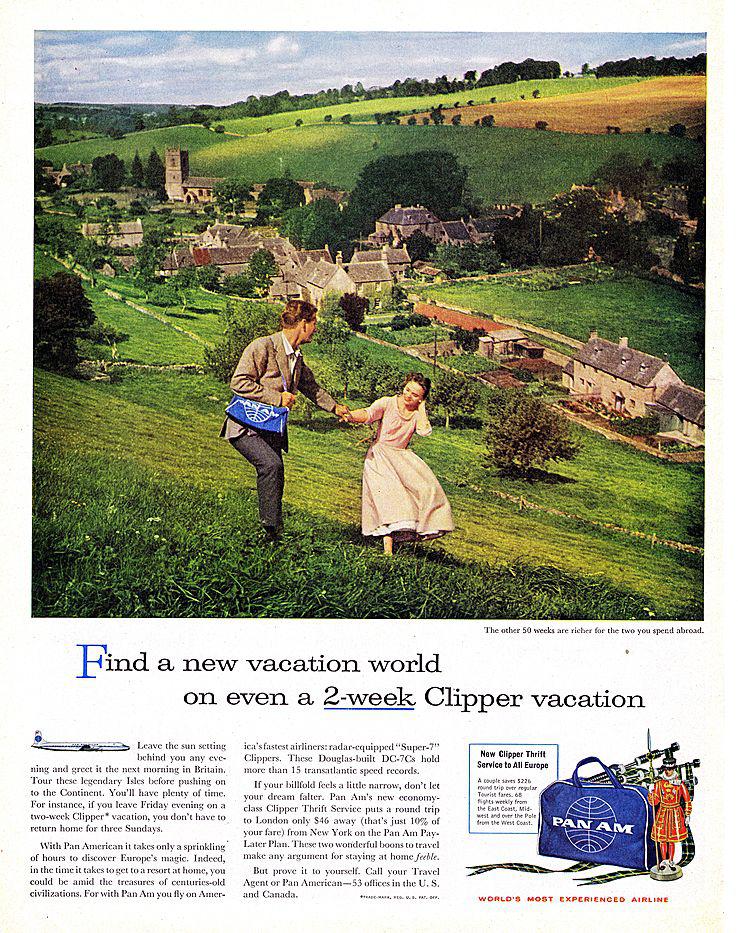 PAN AM
The other 50 weeks are richer for the two you spend abroad.
Find a new vacation world
on even a 2-week Clipper vacation
Leave the sun setting
behind you any eve-
ning and greet it the next morning in Britain.
Tour these legendary Isles before pushing on
to the Continent. You'll have plenty of time.
For instance, if you leave Friday evening on a
two-week Clipper* vacation, you don't have to
return home for three Sundays.
With Pan American it takes only a sprinkling
of hours to discover Europe's magic. Indeed,
in the time it takes to get to a resort at home, you
could be amid the treasures of centuries-old
civilizations. For with Pan Am you fly on Amer-
ica's fastest airliners: radar-equipped "Super-7"
Clippers. These Douglas-built DC-7Cs hold
more than 15 transatlantic speed records.
If your billfold feels a little narrow, don't let
your dream falter. Pan Am's new economy-
class Clipper Thrift Service puts a round trip
to London only $46 away (that's just 10% of
your fare) from New York on the Pan Am Pay-
Later Plan. These two wonderful boons to travel
make any argument for staying at home feeble.
But prove it to yourself. Call your Travel
Agent or Pan American—53 offices in the U. S.
and Canada.
*TRADE-MARK, REG. U. S. PAT. OFF.
New Clipper Thrift
Service to All Europe
A couple saves $226
round trip over regular
Tourist fares. 68
flights weekly from
the East Coast, Mid-
west and over the Pole
from the West Coast.
PAN AM
WORLD'S MOST EXPERIENCED AIRLINE